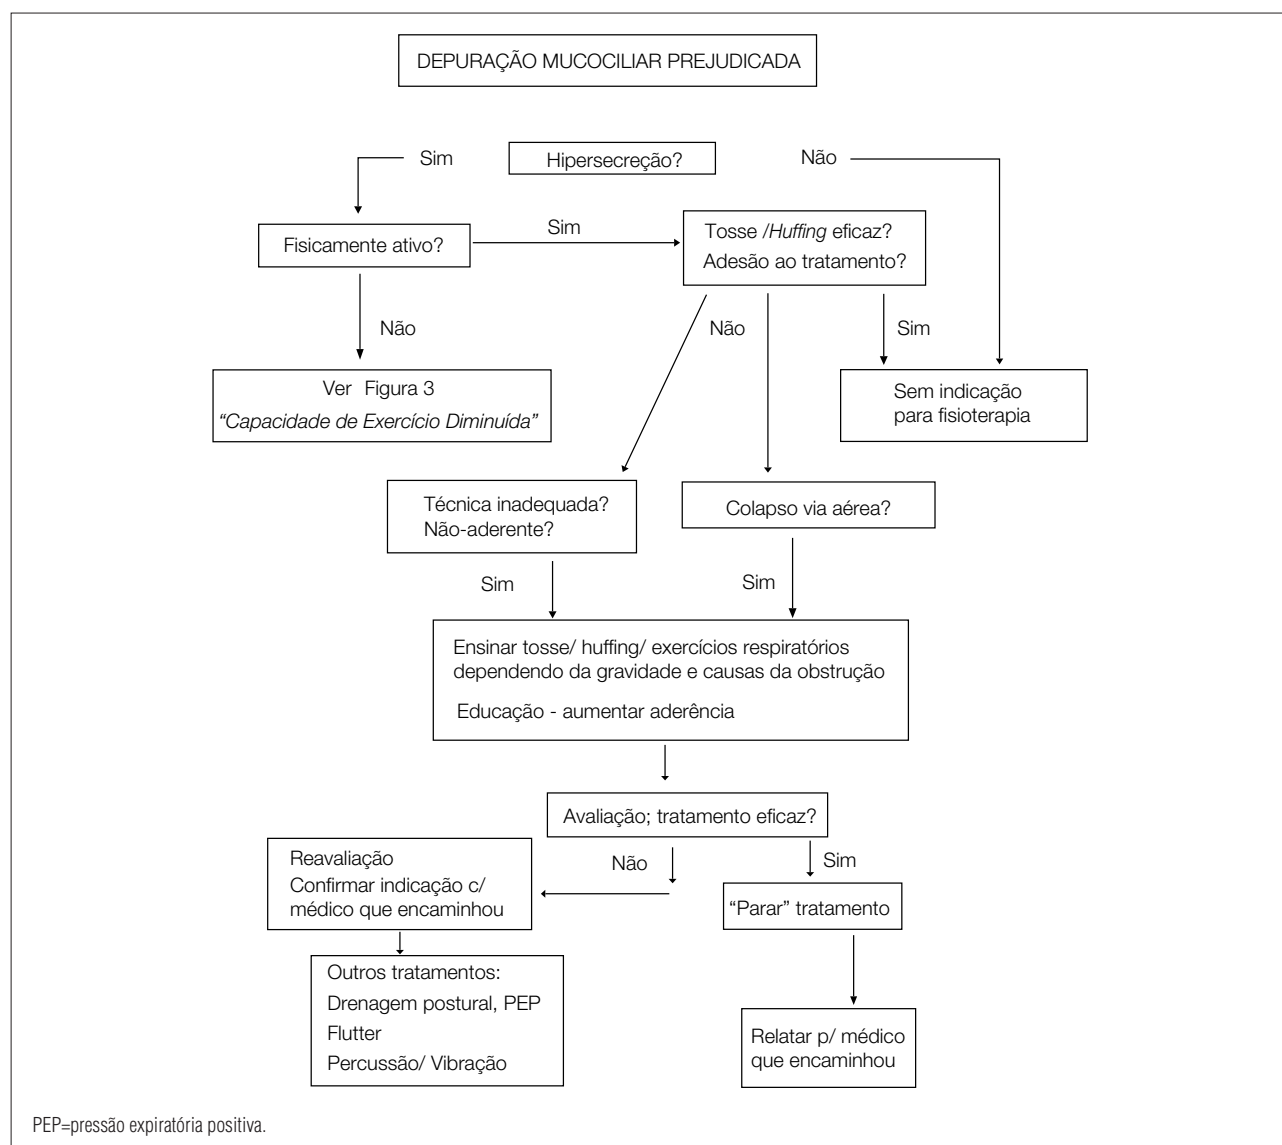 DEPURAÇÃO MUCOCILIAR PREJUDICADA
Sim
Hipersecreção?
Não
Fisicamente ativo?
Sim
Tosse /Huffing eficaz?
Adesão ao tratamento?
Não
Não
Sim
Ver Figura 3
“Capacidade de Exercício Diminuída”
Sem indicação
para fisioterapia
Técnica inadequada?
Não-aderente?
Colapso via aérea?
Sim
Sim
Ensinar tosse/ huffing/ exercícios respiratórios
dependendo da gravidade e causas da obstrução
Educação - aumentar aderência
Avaliação; tratamento eficaz?
Não
Sim
Reavaliação
Confirmar indicação c/
médico que encaminhou
“Parar” tratamento
Outros tratamentos:
Drenagem postural, PEP
Flutter
Percussão/ Vibração
Relatar p/ médico
que encaminhou
PEP=pressão expiratória positiva.